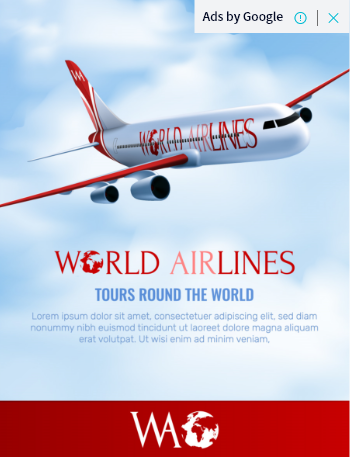 Ads by Google
WORLD AIRLINES
WORLD AIRLINES
TOURS ROUND THE WORLD
Lorem ipsum dolor sit amet, consectetuer adipiscing elit, sed diam
nonummy nibh euismod tincidunt ut laoreet dolore magna aliquam
erat volutpat. Ut wisi enim ad minim veniam,
WA